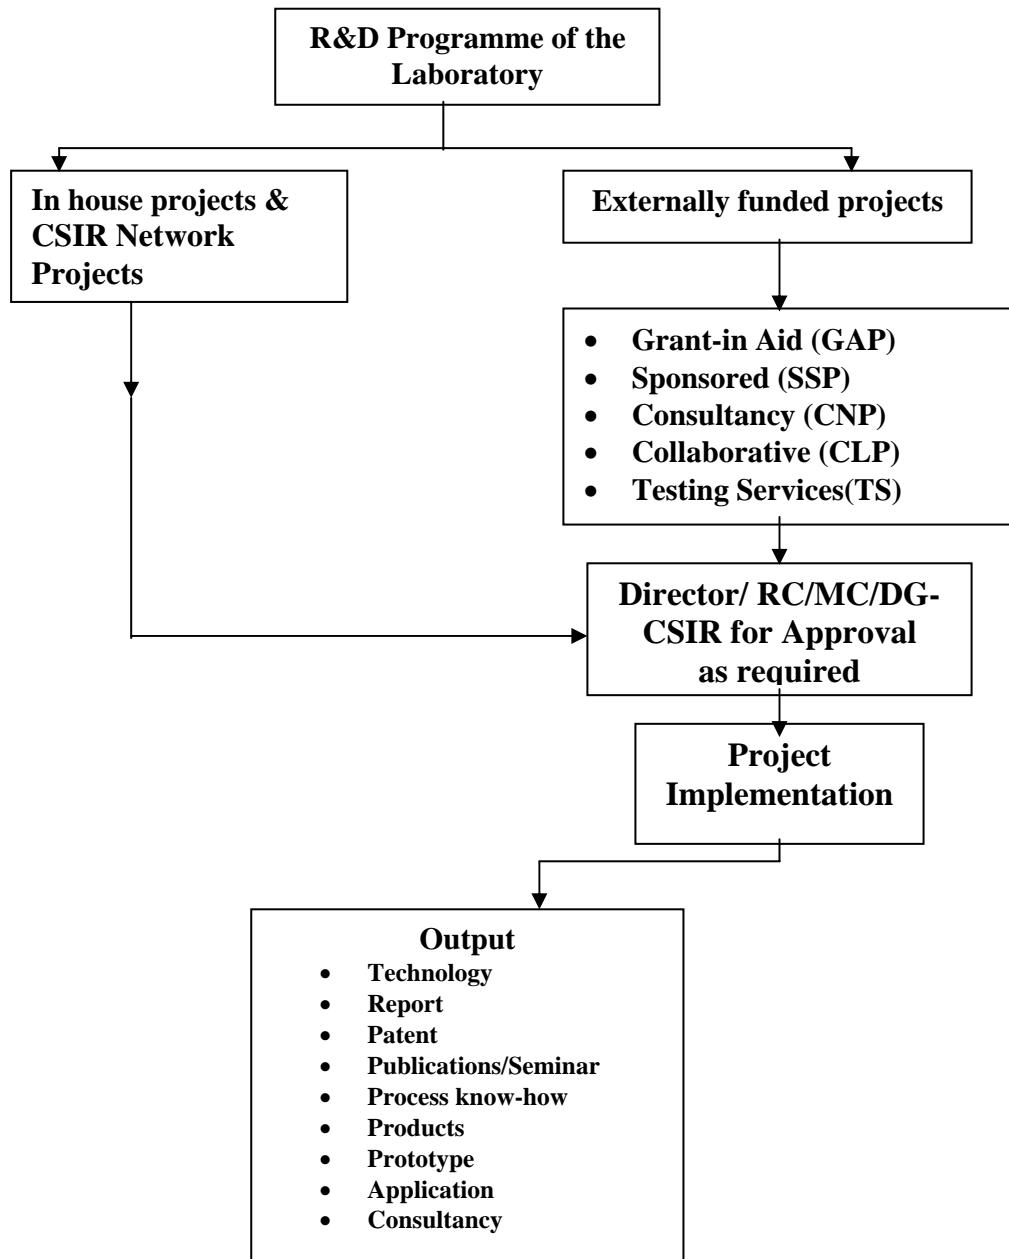 R&D Programme of the
Laboratory
In house projects &
CSIR Network
Projects
Externally funded projects
• Grant-in Aid (GAP)
• Sponsored (SSP)
• Consultancy (CNP)
• Collaborative (CLP)
• Testing Services(TS)
Director/ RC/MC/DG-
CSIR for Approval
as required
Project
Implementation
Output
• Technology
• Report
• Patent
• Publications/Seminar
• Process know-how
• Products
• Prototype
• Application
• Consultancy